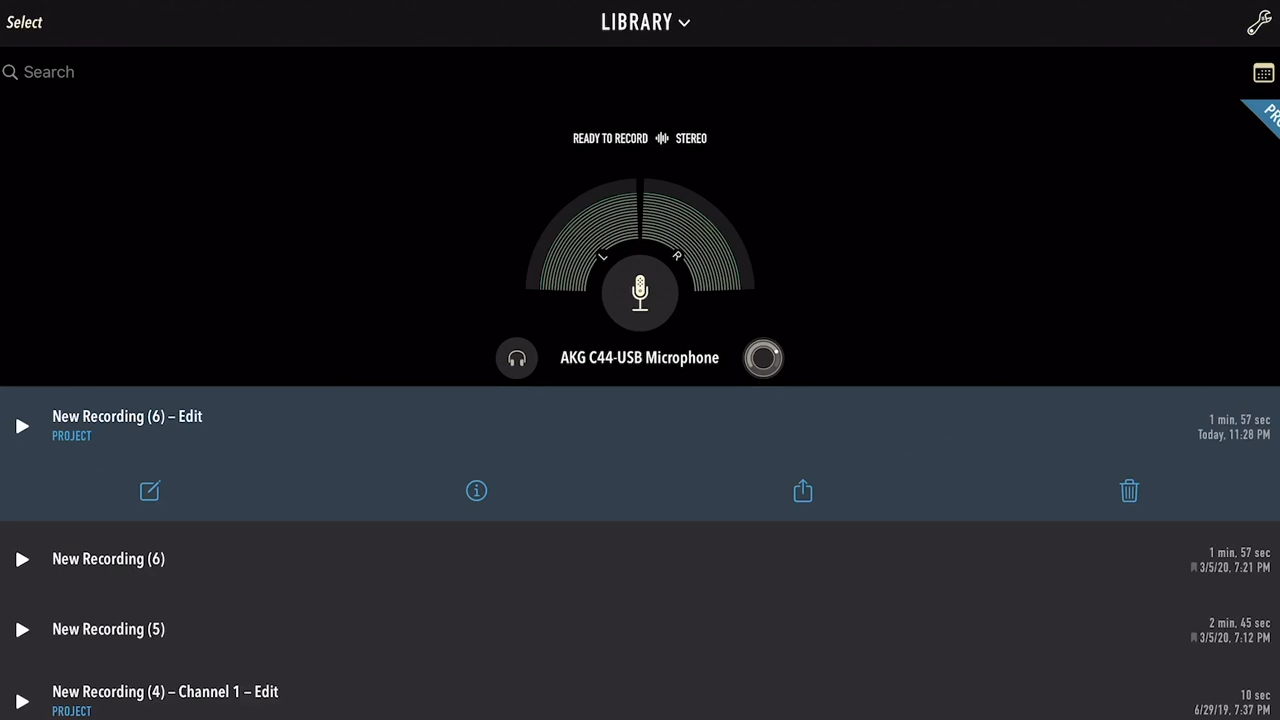 Select
LIBRARY
Search
PRO
READY TO RECORD STEREO
L R
AKG C44-USB Microphone
New Recording (6) – Edit
PROJECT
1 min, 57 sec
Today, 11:28 PM
New Recording (6)
1 min, 57 sec
3/5/20, 7:21 PM
New Recording (5)
2 min, 45 sec
3/5/20, 7:12 PM
New Recording (4) – Channel 1 – Edit
PROJECT
10 sec
6/29/19, 7:37 PM